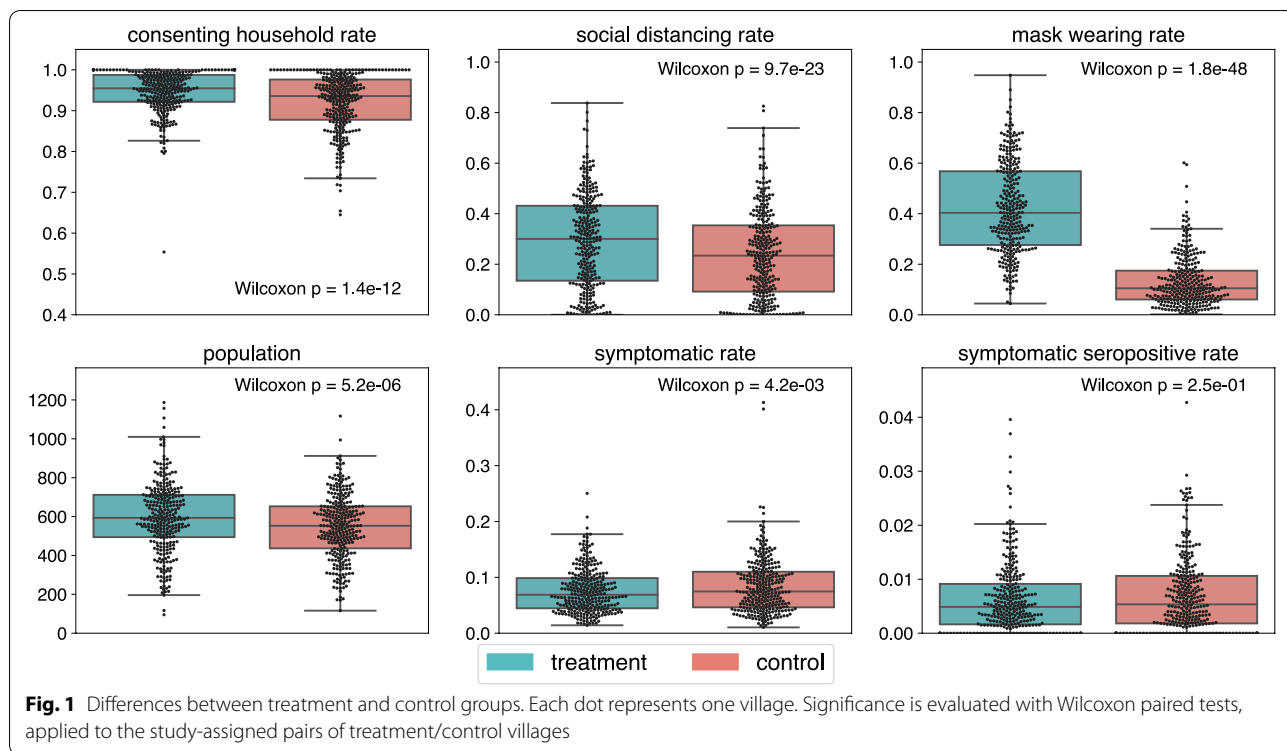 consenting household rate
1.0
0.9
0.8
0.7
0.6
0.5
0.4
Wilcoxon p = 1.4e-12
social distancing rate
1.0
0.8
0.6
0.4
0.2
0.0
Wilcoxon p = 9.7e-23
mask wearing rate
1.0
0.8
0.6
0.4
0.2
0.0
Wilcoxon p = 1.8e-48
population
1200
1000
800
600
400
200
0
Wilcoxon p = 5.2e-06
symptomatic rate
0.4
0.3
0.2
0.1
0.0
Wilcoxon p = 4.2e-03
symptomatic seropositive rate
0.04
0.03
0.02
0.01
0.00
Wilcoxon p = 2.5e-01
treatment control
Fig. 1 Differences between treatment and control groups. Each dot represents one village. Significance is evaluated with Wilcoxon paired tests,
applied to the study-assigned pairs of treatment/control villages